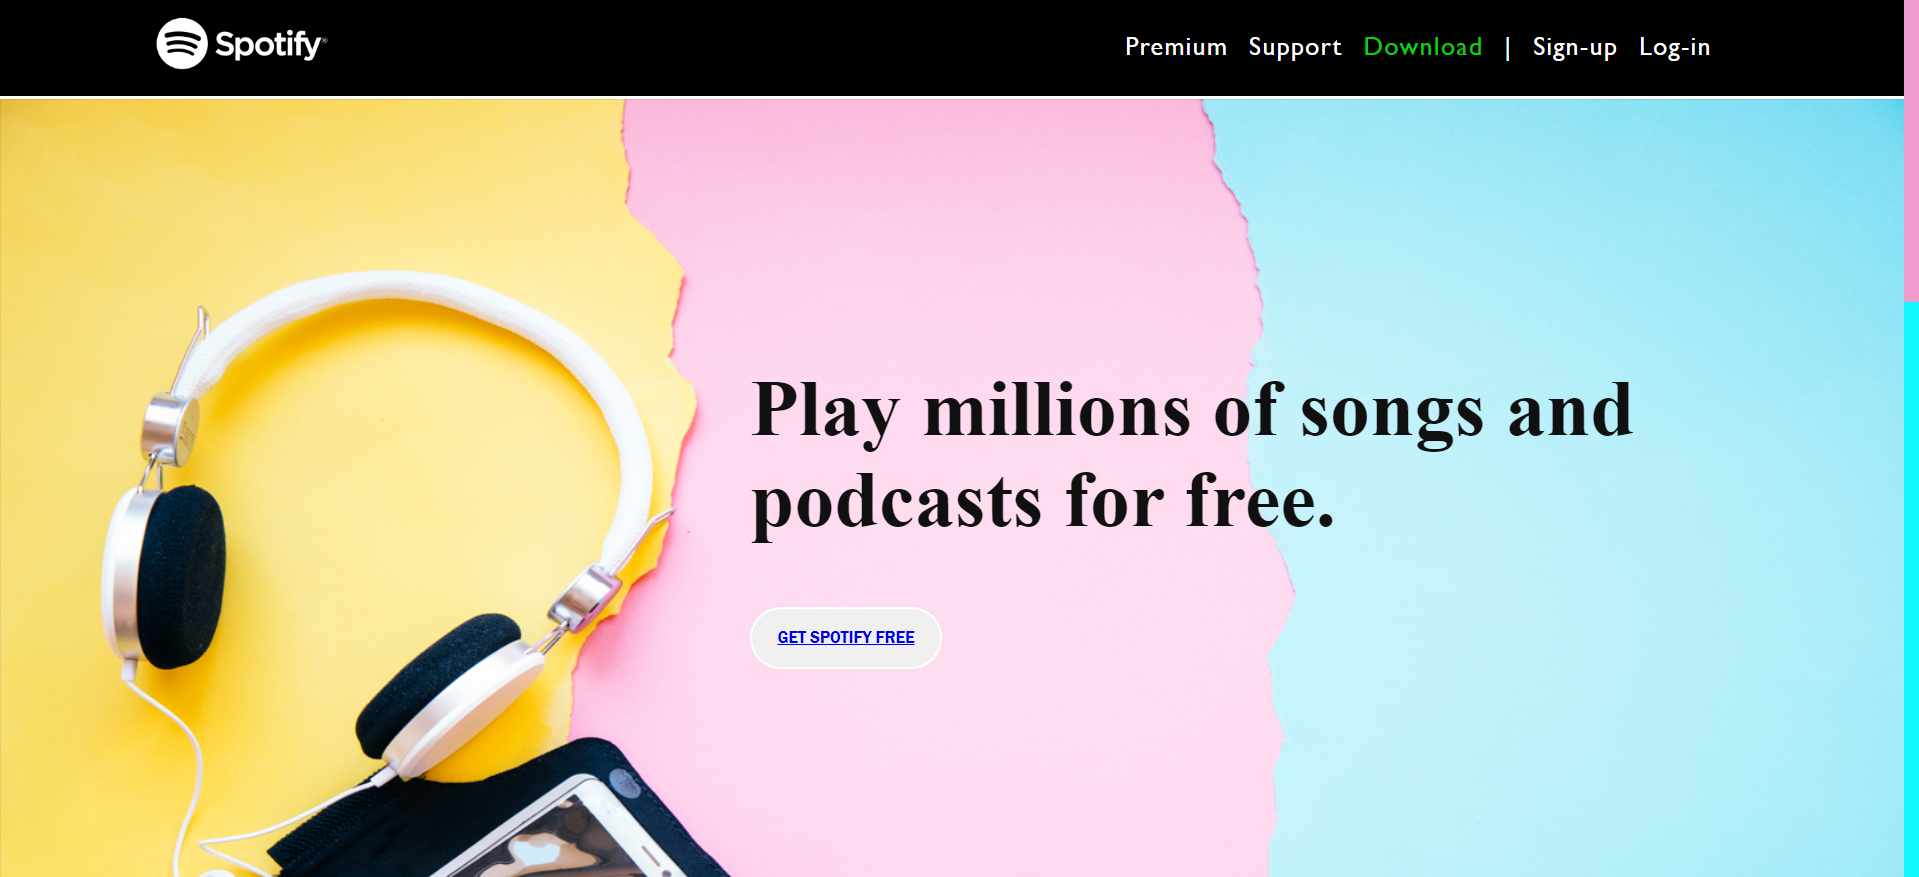 Spotify®
Premium Support Download | Sign-up Log-in
Play millions of songs and
podcasts for free.
GET SPOTIFY FREE